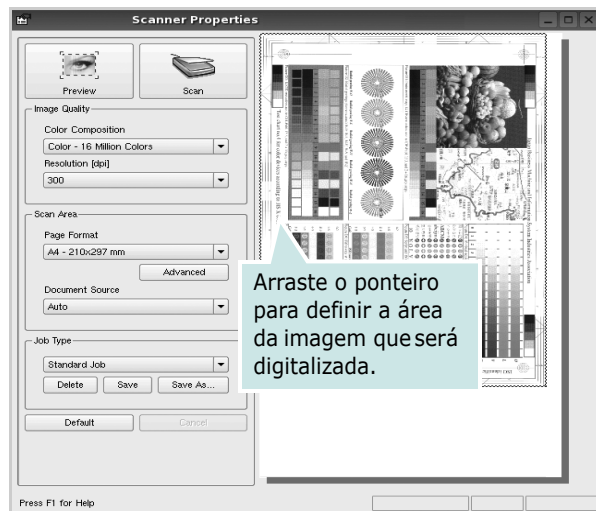 Scanner Properties
Preview
Scan
Image Quality
Color Composition
Color - 16 Million Colors
Resolution [dpi]
300
Scan Area
Page Format
A4 - 210x297 mm
Advanced
Document Source
Auto
Job Type
Standard Job
Delete
Save
Save As...
Default
Cancel
Arraste o ponteiro
para definir a área
da imagem que será
digitalizada.
Press F1 for Help